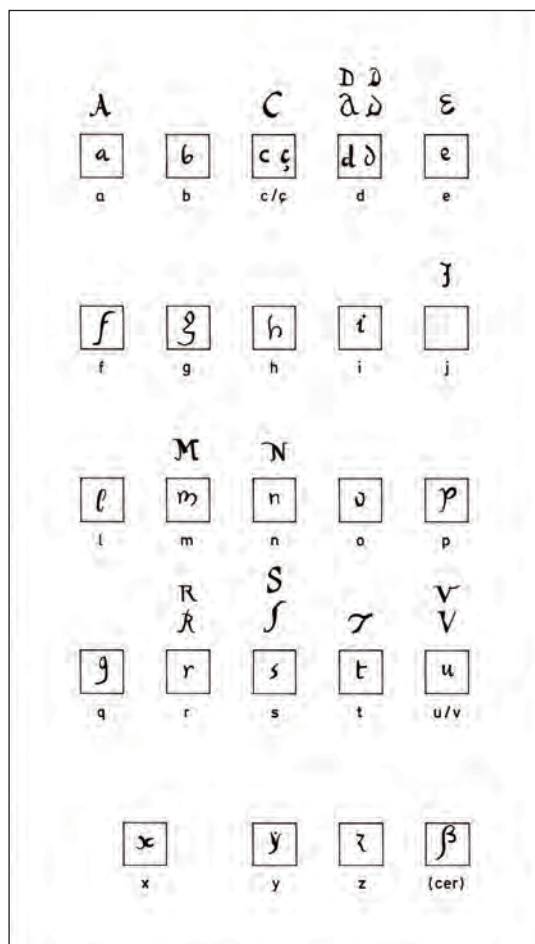 D D
A C a D E
a b c ç d d e
a b c/ç d e
J
f g h i
f g h i j
M N
l m n o p
l m n o p
S
R v
R ʃ T V
q r s t u
q r s t u/v
x ÿ z β
x y z (cer)